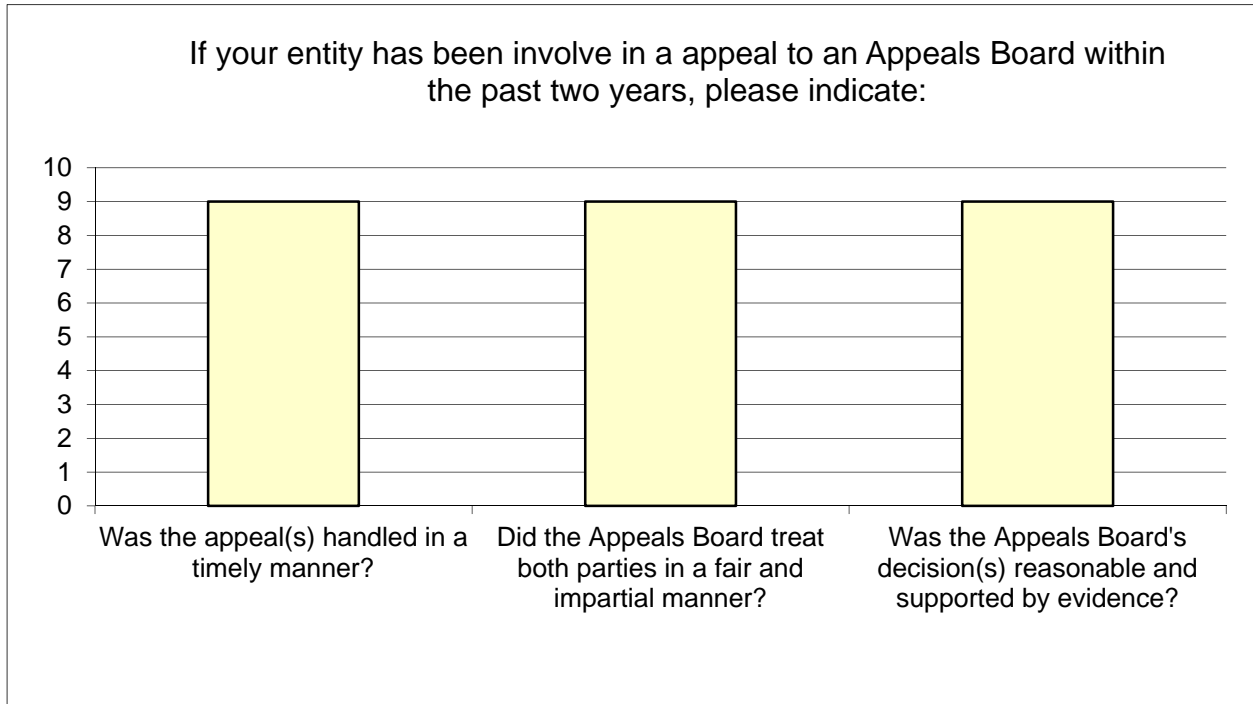 If your entity has been involve in a appeal to an Appeals Board within
the past two years, please indicate:
10
9
8
7
6
5
4
3
2
1
0
Was the appeal(s) handled in a
timely manner?
Did the Appeals Board treat
both parties in a fair and
impartial manner?
Was the Appeals Board's
decision(s) reasonable and
supported by evidence?